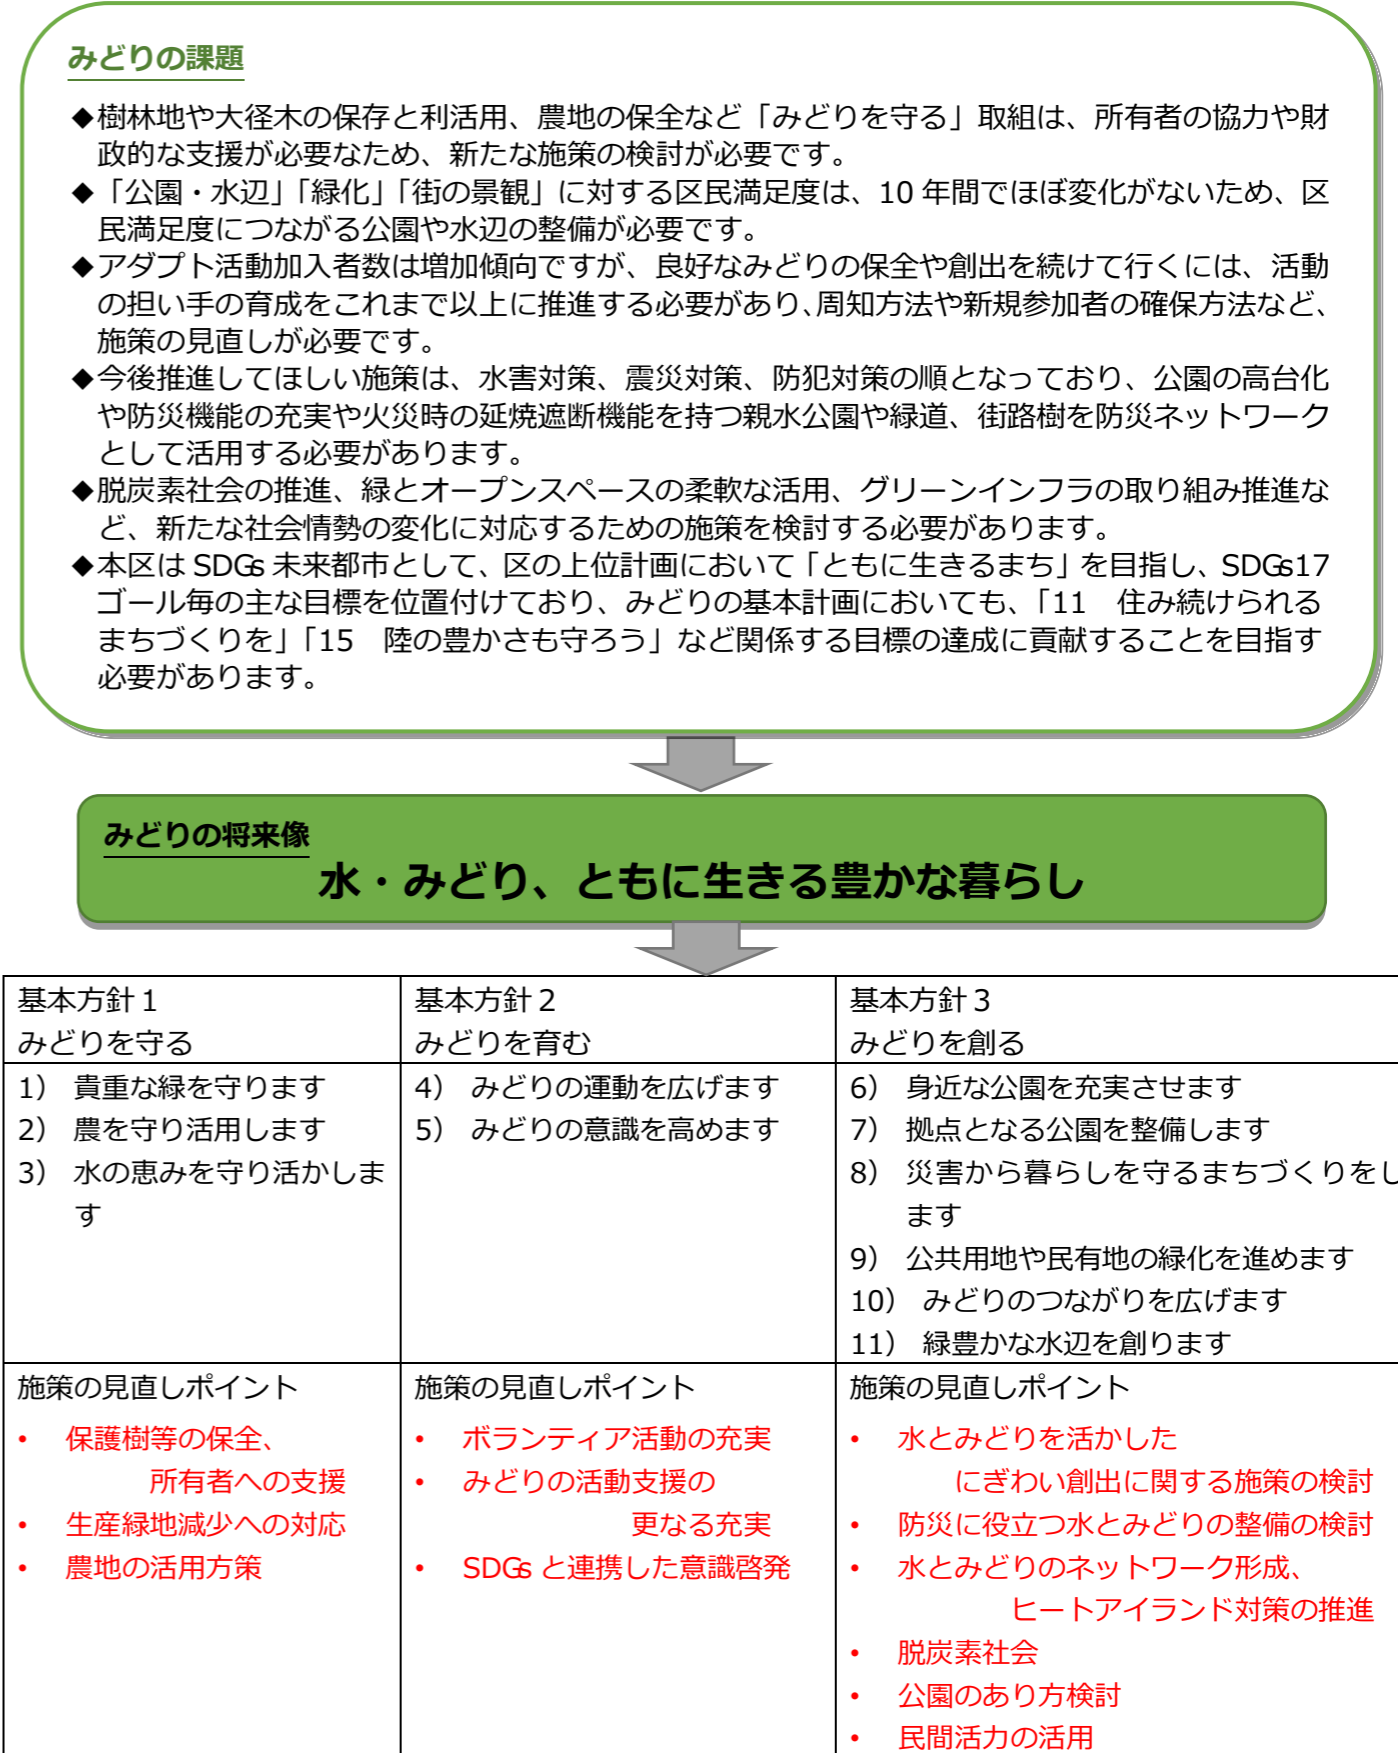 みどりの課題
◆樹林地や大径木の保存と利活用、農地の保全など「みどりを守る」取組は、所有者の協力や財
政的な支援が必要なため、新たな施策の検討が必要です。
◆「公園・水辺」「緑化」「街の景観」に対する区民満足度は、10 年間でほぼ変化がないため、区
民満足度につながる公園や水辺の整備が必要です。
◆アダプト活動加入者数は増加傾向ですが、良好なみどりの保全や創出を続けて行くには、活動
の担い手の育成をこれまで以上に推進する必要があり、周知方法や新規参加者の確保方法など、
施策の見直しが必要です。
◆今後推進してほしい施策は、水害対策、震災対策、防犯対策の順となっており、公園の高台化
や防災機能の充実や火災時の延焼遮断機能を持つ親水公園や緑道、街路樹を防災ネットワーク
として活用する必要があります。
◆脱炭素社会の推進、緑とオープンスペースの柔軟な活用、グリーンインフラの取り組み推進な
ど、新たな社会情勢の変化に対応するための施策を検討する必要があります。
◆本区は SDGs 未来都市として、区の上位計画において「ともに生きるまち」を目指し、SDGs17
ゴール毎の主な目標を位置付けており、みどりの基本計画においても、「11　住み続けられる
まちづくりを」「15　陸の豊かさも守ろう」など関係する目標の達成に貢献することを目指す
必要があります。
みどりの将来像
水・みどり、ともに生きる豊かな暮らし
基本方針１
みどりを守る
1） 貴重な緑を守ります
2） 農を守り活用します
3） 水の恵みを守り活かしま
す
施策の見直しポイント
• 保護樹等の保全、
所有者への支援
• 生産緑地減少への対応
• 農地の活用方策
基本方針２
みどりを育む
4） みどりの運動を広げます
5） みどりの意識を高めます
施策の見直しポイント
• ボランティア活動の充実
• みどりの活動支援の
更なる充実
• SDGs と連携した意識啓発
基本方針３
みどりを創る
6） 身近な公園を充実させます
7） 拠点となる公園を整備します
8） 災害から暮らしを守るまちづくりをし
ます
9） 公共用地や民有地の緑化を進めます
10） みどりのつながりを広げます
11） 緑豊かな水辺を創ります
施策の見直しポイント
• 水とみどりを活かした
にぎわい創出に関する施策の検討
• 防災に役立つ水とみどりの整備の検討
• 水とみどりのネットワーク形成、
ヒートアイランド対策の推進
• 脱炭素社会
• 公園のあり方検討
• 民間活力の活用